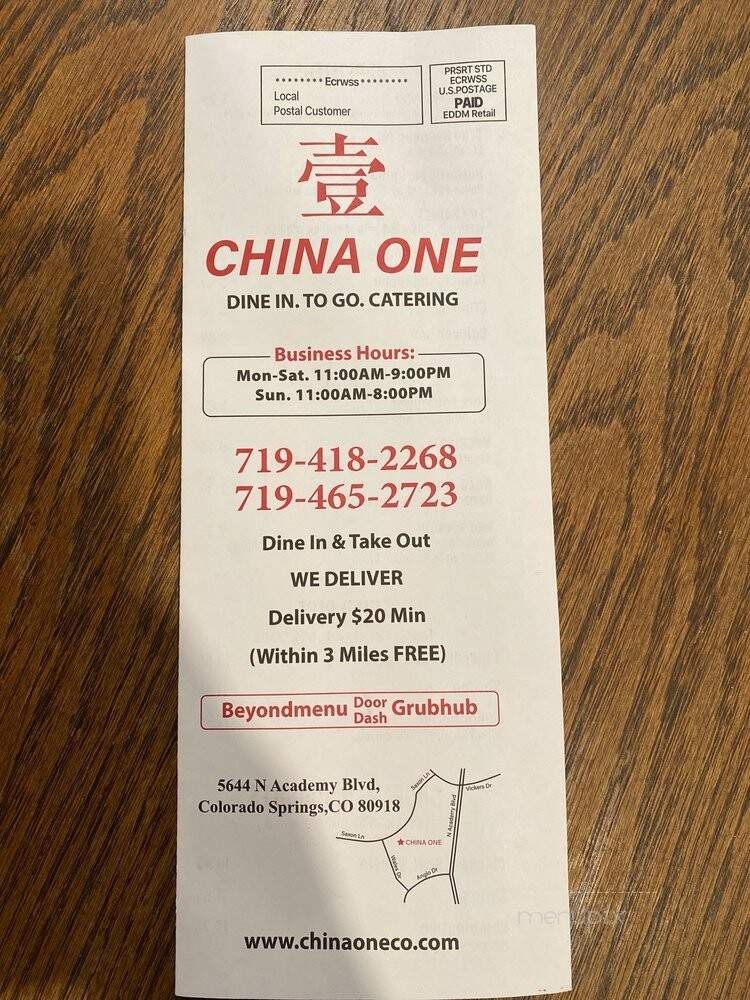 ******** Ecrwss ********
Local
Postal Customer
PRSRT STD
ECRWSS
U.S.POSTAGE
PAID
EDDM Retail
壹
CHINA ONE
DINE IN. TO GO. CATERING
Business Hours:
Mon-Sat. 11:00AM-9:00PM
Sun. 11:00AM-8:00PM
719-418-2268
719-465-2723
Dine In & Take Out
WE DELIVER
Delivery $20 Min
(Within 3 Miles FREE)
Beyondmenu Door Dash Grubhub
5644 N Academy Blvd,
Colorado Springs,CO 80918
Saxon Ln
Vickers Dr
N Academy Blvd
Saxon Ln
CHINA ONE
Wales Dr
Anglo Dr
www.chinaoneco.com